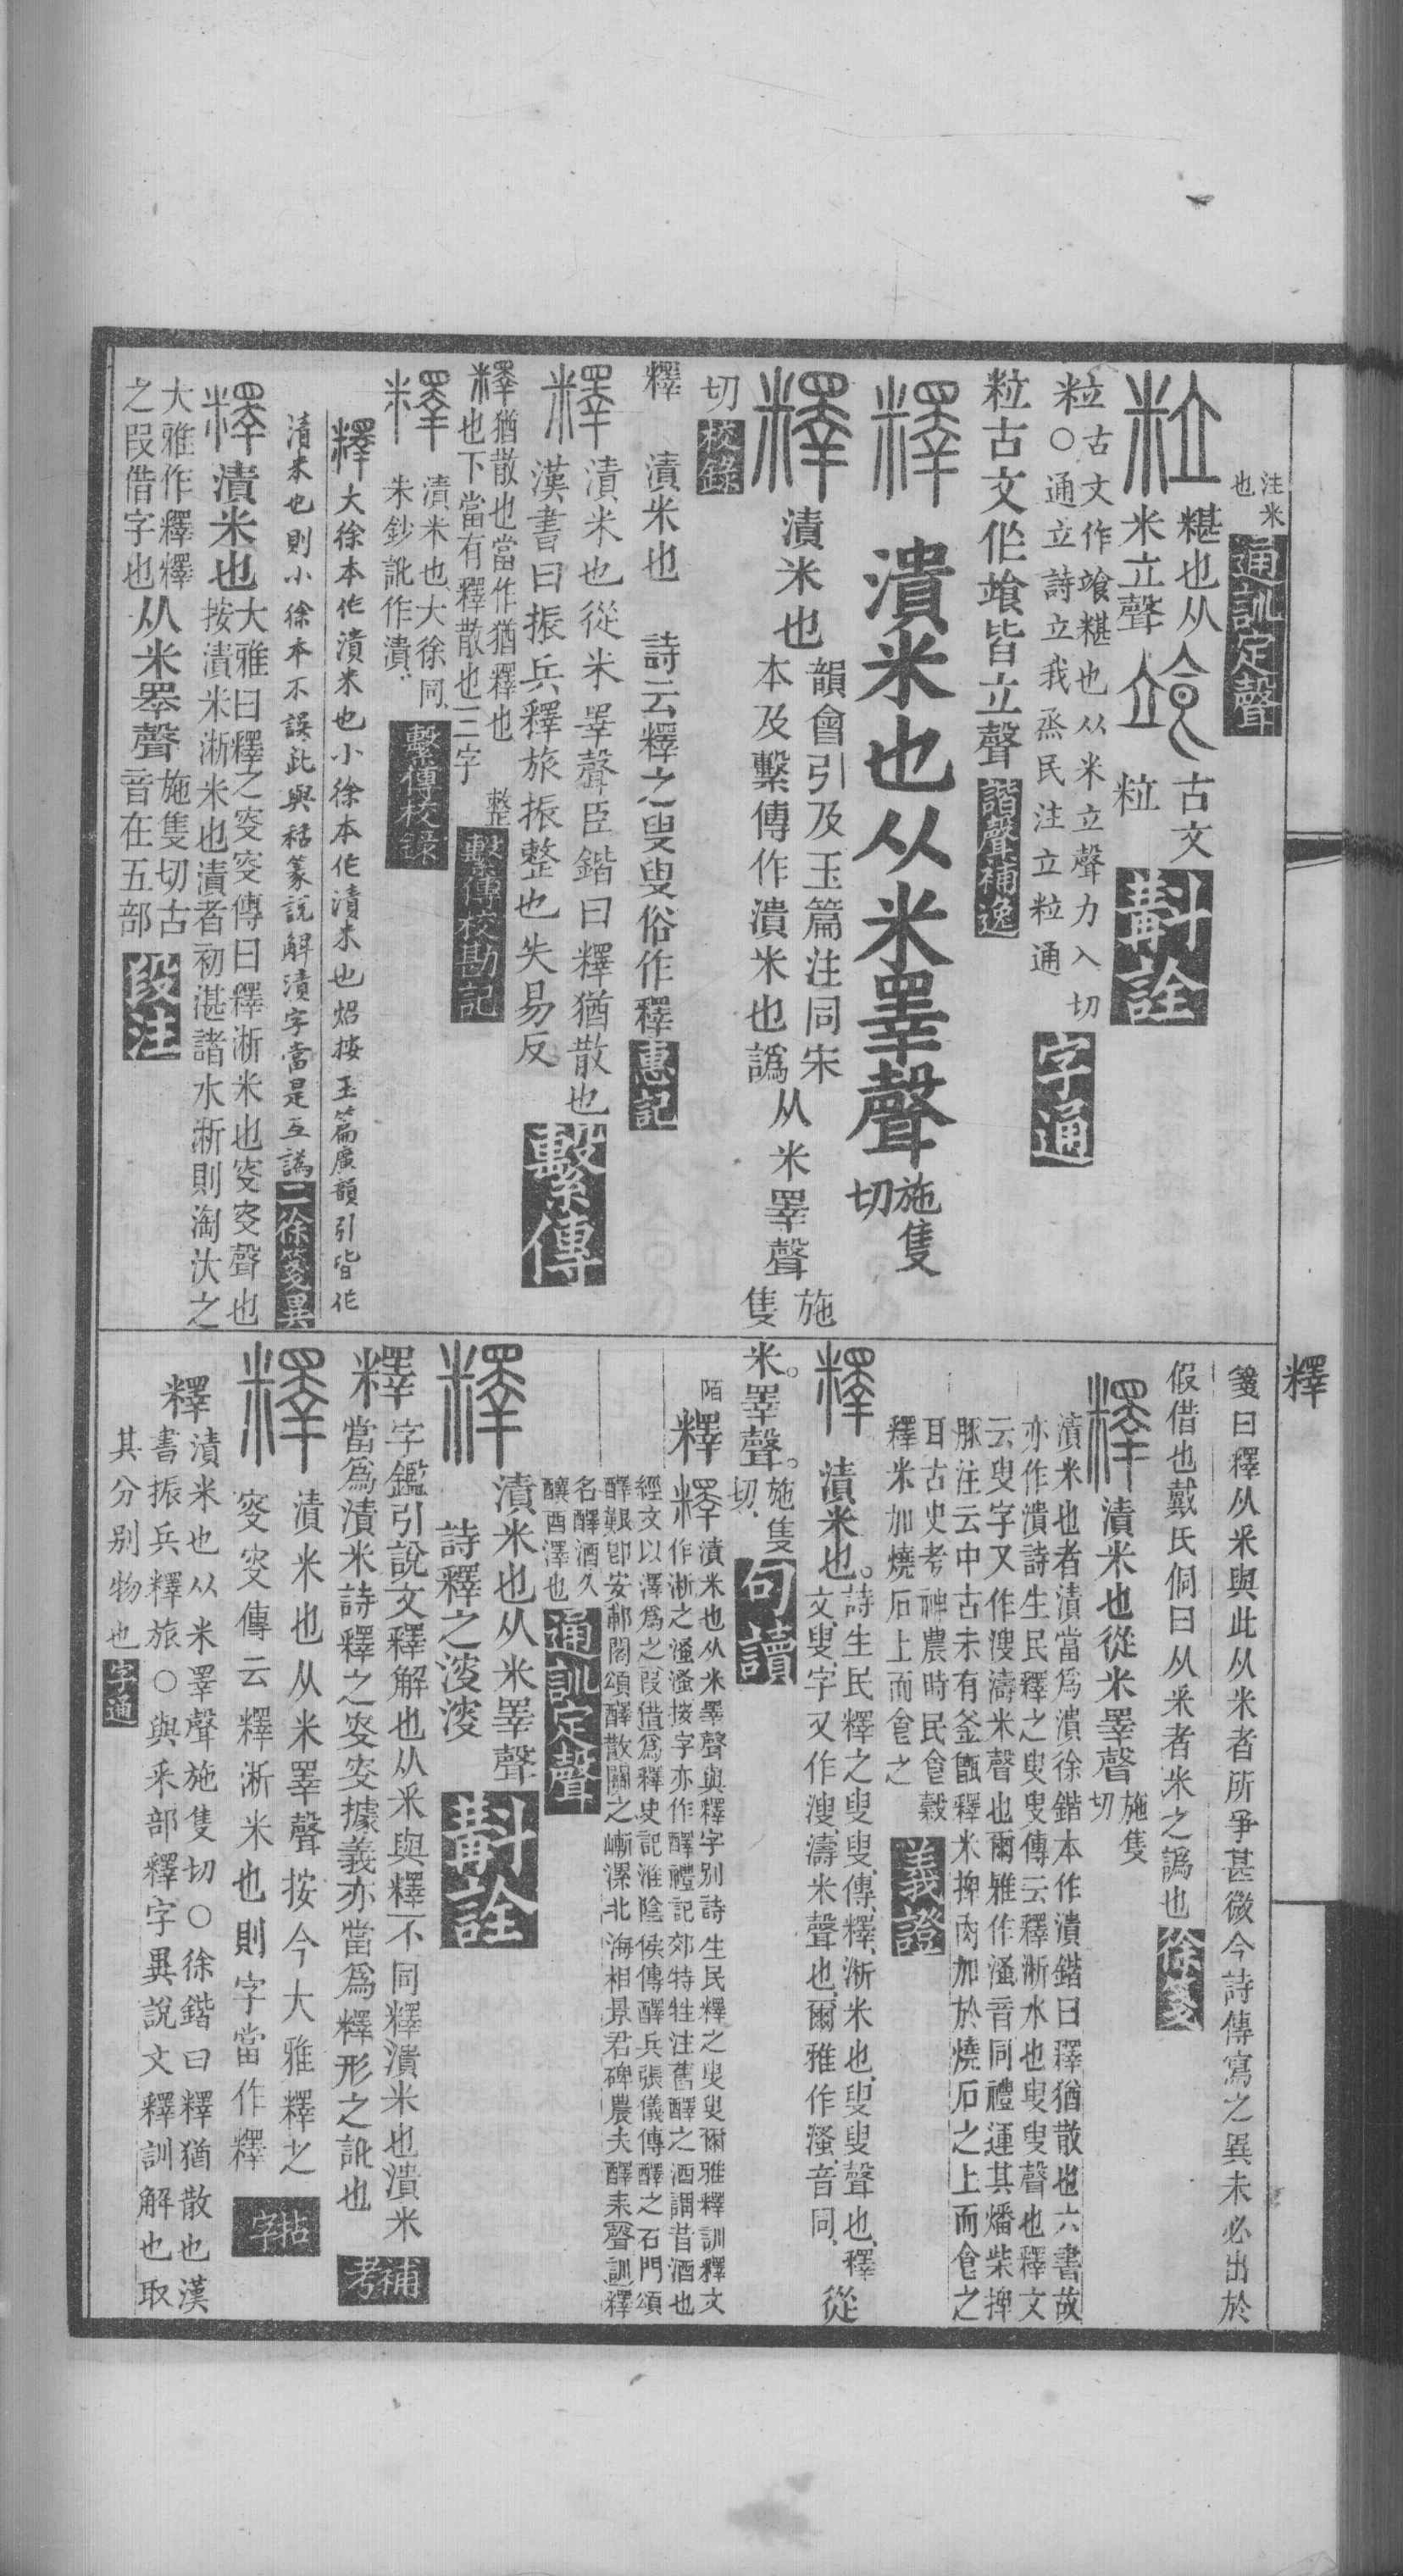 注米
也
通訓定聲
糂也从
米立聲
古文
粒
斠詮
粒古文作䇐糂也从米立聲力入切
〇通立詩立我烝民注立粒通
字通
粒古文作䇐皆立聲
諧聲補逸
釋
潰米也从米睪聲
施隻
切
釋
漬米也
韻會引及玉篇注同宋
本及繫傳作潰米也譌
从米睪聲
施
隻
切
校錄
釋
漬米也
詩云釋之叟叟俗作釋
惠記
釋
漬米也從米睪聲臣鍇曰釋猶散也
漢書曰振兵釋旅振整也失易反
繫傳
釋
猶散也當作猶釋也
也下當有釋散也三字
整
繫傳校勘記
釋
漬米也大徐同
朱鈔訛作潰
繫傳校錄
釋
大徐本作漬米也小徐本作潰米也炤按玉篇廣韻引皆作
漬米也則小徐本不誤此與𥻦篆說解漬字當是互譌
二徐箋異
釋
漬米也
大雅曰釋之叜叜傳曰釋淅米也叜叜聲也
按漬米淅米也漬者初湛諸水淅則淘汰之
大雅作釋釋
之叚借字也
从米睪聲
施隻切古
音在五部
段注
釋
箋曰釋从釆與此从米者所爭甚微今詩傳寫之異未必出於
假借也戴氏侗曰从釆者米之譌也
徐箋
釋
漬米也從米睪聲
施隻
切
漬米也者漬當爲潰徐鍇本作漬鍇曰釋猶散也六書故
亦作潰詩生民釋之叟叟傳云釋淅水也叟叟聲也釋文
云叟字又作溲濤米聲也爾雅作溞音同禮運其燔柴捭
豚注云中古未有釜甑釋米捭肉加於燒石之上而食之
耳古史考神農時民食穀
釋米加燒石上而食之
義證
釋
漬米也。
詩生民釋之叟叟傳釋淅米也叟叟聲也釋
文叟字又作溲濤米聲也爾雅作溞音同
從
米。睪聲。
施隻
切
句讀
陌
釋
漬米也从米睪聲與釋字別詩生民釋之叟叟爾雅釋訓釋文
作淅之溞溞按字亦作醳禮記郊特牲注舊醳之酒謂昔酒也
經文以澤爲之叚借爲釋史記淮陰侯傳醳兵張儀傳醳之石門頌
醳艱卽安郙閣頌醳散關之嶃漯北海相景君碑農夫醳耒聲訓釋
名醳酒久
釀酉澤也
通訓定聲
釋
漬米也从米睪聲
詩釋之淩淩
斠詮
釋
字鑑引說文釋解也从釆與釋不同釋潰米也潰米
當爲漬米詩釋之叜叜據義亦當爲釋形之訛也
補考
釋
漬米也从米睪聲按今大雅釋之
叜叜傳云釋淅米也則字當作釋
拈字
釋
漬米也从米睪聲施隻切〇徐鍇曰釋猶散也漢
書振兵釋旅〇與釆部釋字異說文釋訓解也取
其分別物也
字通